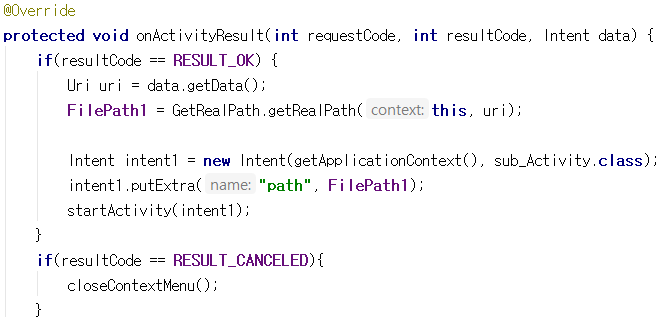 @Override
protected void onActivityResult(int requestCode, int resultCode, Intent data) {
    if(resultCode == RESULT_OK) {
        Uri uri = data.getData();
        FilePath1 = GetRealPath.getRealPath( context: this, uri);

        Intent intent1 = new Intent(getApplicationContext(), sub_Activity.class);
        intent1.putExtra( name: "path", FilePath1);
        startActivity(intent1);
    }
    if(resultCode == RESULT_CANCELED){
        closeContextMenu();
    }